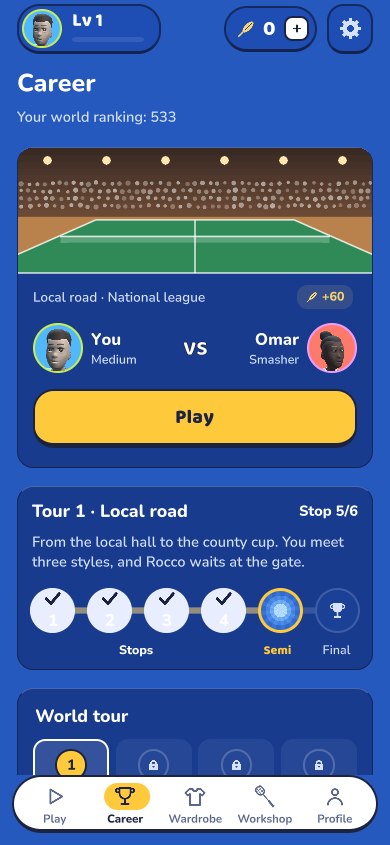 Lv 1
0
+
Career
Your world ranking: 533
Local road · National league
+60
You
Medium
VS
Omar
Smasher
Play
Tour 1 · Local road
Stop 5/6
From the local hall to the county cup. You meet
three styles, and Rocco waits at the gate.
1
2
3
4
Stops
Semi
Final
World tour
1
Play
Career
Wardrobe
Workshop
Profile